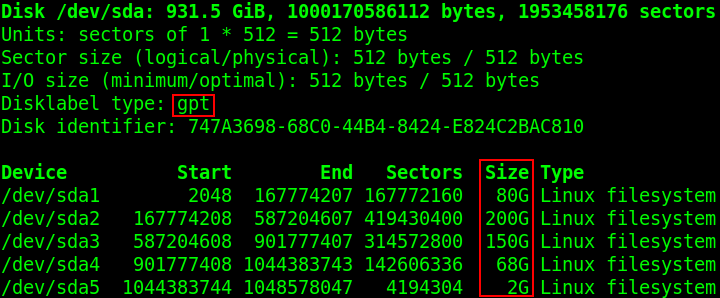 Disk /dev/sda: 931.5 GiB, 1000170586112 bytes, 1953458176 sectors
Units: sectors of 1 * 512 = 512 bytes
Sector size (logical/physical): 512 bytes / 512 bytes
I/O size (minimum/optimal): 512 bytes / 512 bytes
Disklabel type: gpt
Disk identifier: 747A3698-68C0-44B4-8424-E824C2BAC810
Device Start End Sectors Size Type
/dev/sda1 2048 167774207 167772160 80G Linux filesystem
/dev/sda2 167774208 587204607 419430400 200G Linux filesystem
/dev/sda3 587204608 901777407 314572800 150G Linux filesystem
/dev/sda4 901777408 1044383743 142606336 68G Linux filesystem
/dev/sda5 1044383744 1048578047 4194304 2G Linux filesystem